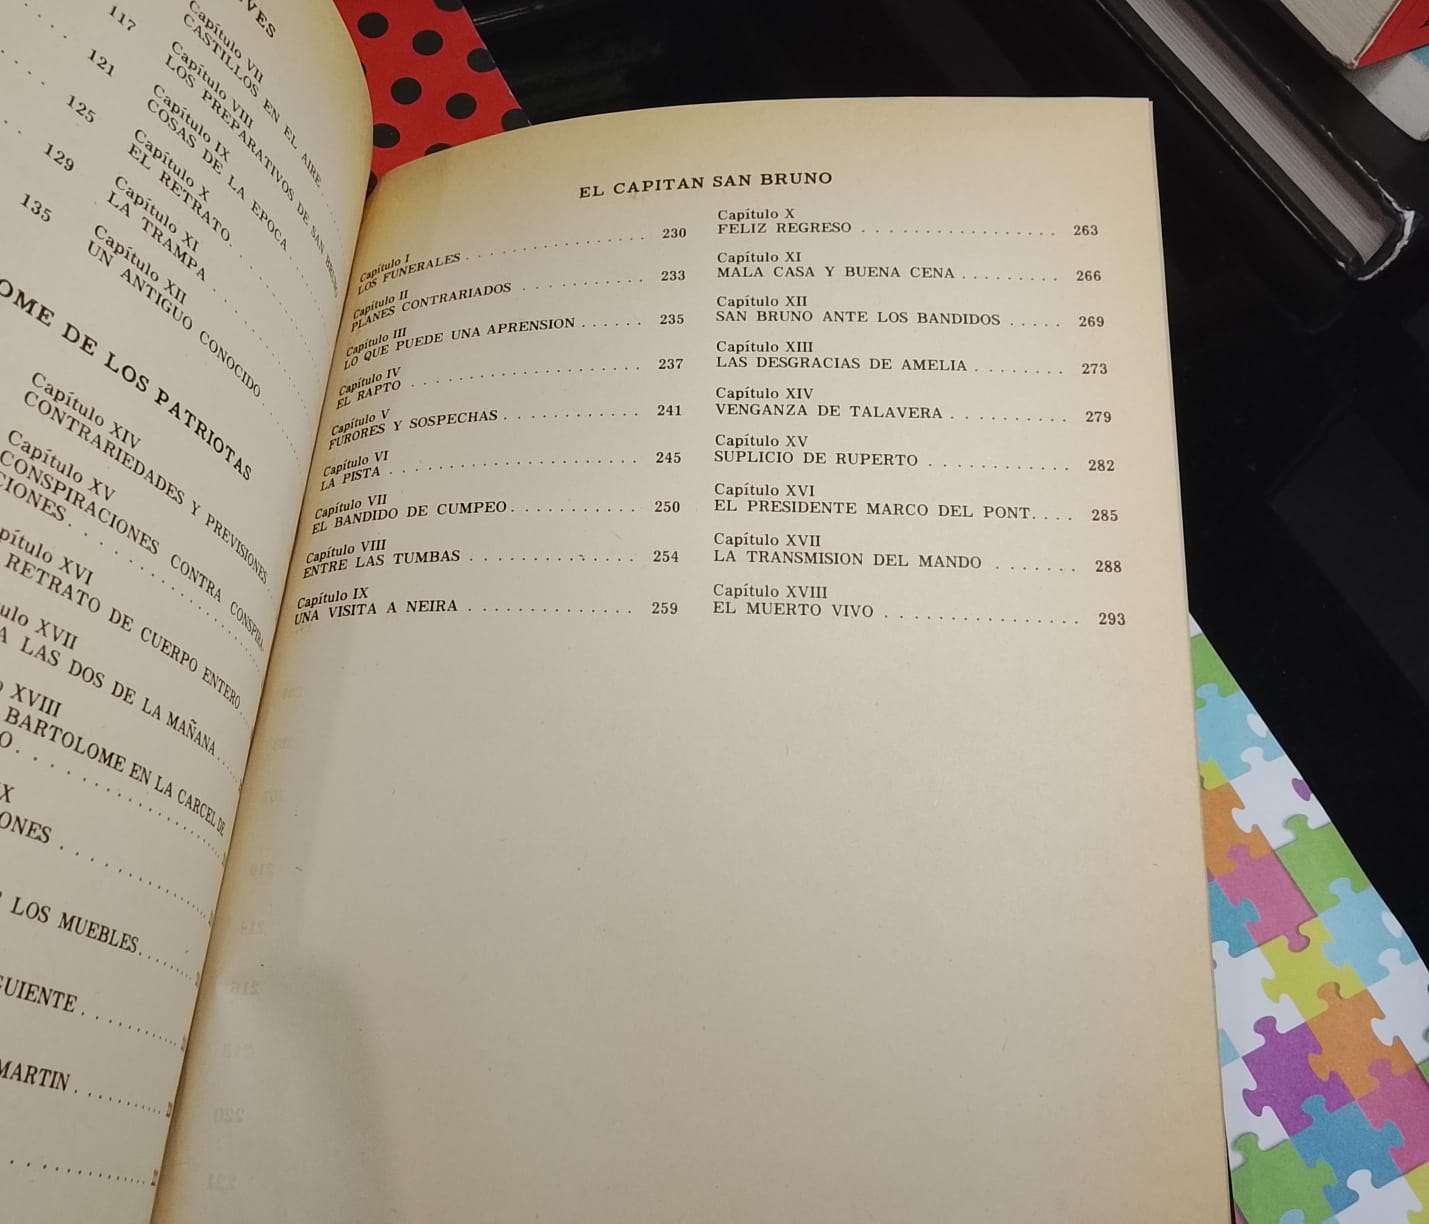 VES
117
121
125
129
135
Capítulo VII
CASTILLOS EN EL AIRE . . .
Capítulo VIII
LOS PREPARATIVOS DE SAN BRUNO
Capítulo IX
COSAS DE LA EPOCA . . .
Capítulo X
EL RETRATO. . . .
Capítulo XI
LA TRAMPA . . . .
Capítulo XII
UN ANTIGUO CONOCIDO . . . .
OME DE LOS PATRIOTAS
Capítulo XIV
CONTRARIEDADES Y PREVISIONES . .
Capítulo XV
CONSPIRACIONES CONTRA CONSPIRA-
CIONES. . . . . . . . . . . . .
pítulo XVI
RETRATO DE CUERPO ENTERO . .
ulo XVII
A LAS DOS DE LA MAÑANA . . . .
XVIII
BARTOLOME EN LA CARCEL DE
O. . . . . . . . . . . . . . .
X
ONES . . . . . . . . . . . .
LOS MUEBLES. . . . . . . .
GUIENTE . . . . . . . . . .
MARTIN . . . . . . . . . .
EL CAPITAN SAN BRUNO
Capítulo I
LOS FUNERALES . . . . . . . . . . . . . . . . 230
Capítulo II
PLANES CONTRARIADOS . . . . . . . . . . . 233
Capítulo III
LO QUE PUEDE UNA APRENSION . . . . . . 235
Capítulo IV
EL RAPTO . . . . . . . . . . . . . . . . . . . . 237
Capítulo V
FURORES Y SOSPECHAS . . . . . . . . . . . . 241
Capítulo VI
LA PISTA . . . . . . . . . . . . . . . . . . . . . 245
Capítulo VII
EL BANDIDO DE CUMPEO. . . . . . . . . . . 250
Capítulo VIII
ENTRE LAS TUMBAS . . . . . . . . . . . . . 254
Capítulo IX
UNA VISITA A NEIRA . . . . . . . . . . . . . 259
Capítulo X
FELIZ REGRESO . . . . . . . . . . . . . . . . 263
Capítulo XI
MALA CASA Y BUENA CENA . . . . . . . . . 266
Capítulo XII
SAN BRUNO ANTE LOS BANDIDOS . . . . . 269
Capítulo XIII
LAS DESGRACIAS DE AMELIA . . . . . . . . 273
Capítulo XIV
VENGANZA DE TALAVERA . . . . . . . . . . 279
Capítulo XV
SUPLICIO DE RUPERTO . . . . . . . . . . . . 282
Capítulo XVI
EL PRESIDENTE MARCO DEL PONT. . . . 285
Capítulo XVII
LA TRANSMISION DEL MANDO . . . . . . . 288
Capítulo XVIII
EL MUERTO VIVO . . . . . . . . . . . . . . . . 293